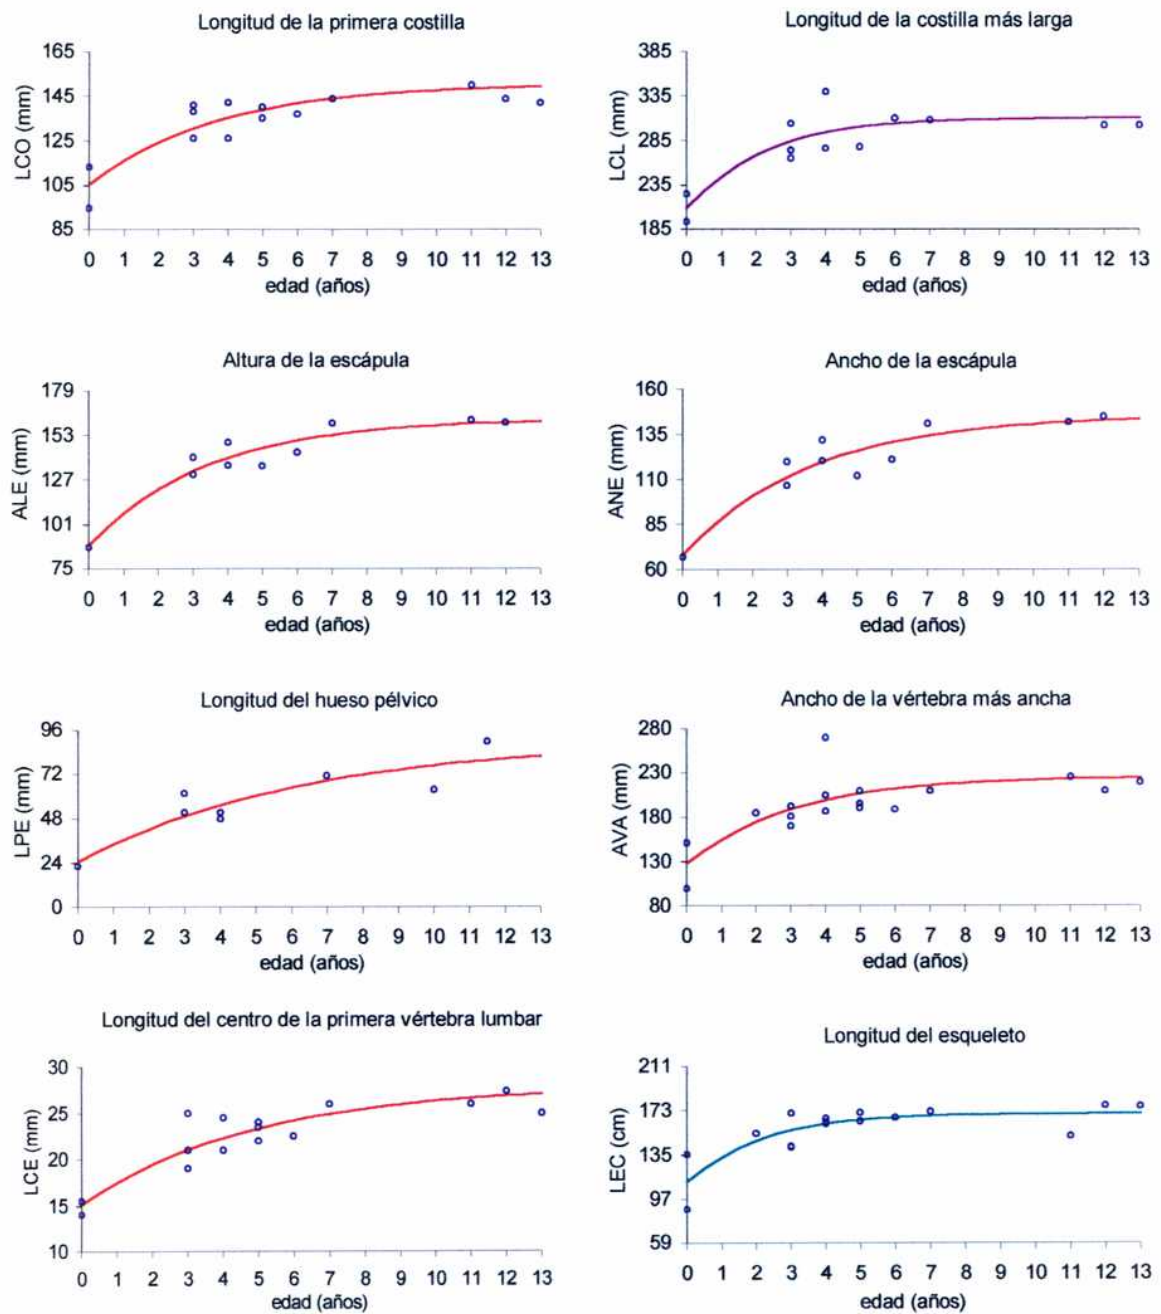 Longitud de la primera costilla
165
145
125
105
85
LCO (mm)
0 1 2 3 4 5 6 7 8 9 10 11 12 13
edad (años)
Longitud de la costilla más larga
385
335
285
235
185
LCL (mm)
0 1 2 3 4 5 6 7 8 9 10 11 12 13
edad (años)
Altura de la escápula
179
153
127
101
75
ALE (mm)
0 1 2 3 4 5 6 7 8 9 10 11 12 13
edad (años)
Ancho de la escápula
160
135
110
85
60
ANE (mm)
0 1 2 3 4 5 6 7 8 9 10 11 12 13
edad (años)
Longitud del hueso pélvico
96
72
48
24
0
LPE (mm)
0 1 2 3 4 5 6 7 8 9 10 11 12 13
edad (años)
Ancho de la vértebra más ancha
280
230
180
130
80
AVA (mm)
0 1 2 3 4 5 6 7 8 9 10 11 12 13
edad (años)
Longitud del centro de la primera vértebra lumbar
30
25
20
15
10
LCE (mm)
0 1 2 3 4 5 6 7 8 9 10 11 12 13
edad (años)
Longitud del esqueleto
211
173
135
97
59
LEC (cm)
0 1 2 3 4 5 6 7 8 9 10 11 12 13
edad (años)